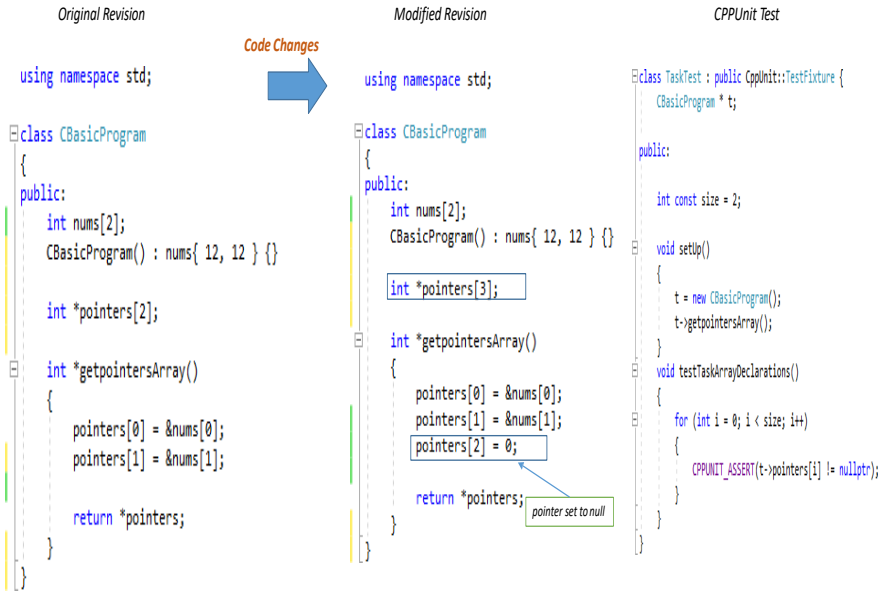 Original Revision
Code Changes
Modified Revision
CPPUnit Test
using namespace std;
class CBasicProgram
{
public:
int nums[2];
CBasicProgram() : nums{ 12, 12 } {}
int *pointers[2];
int *getpointersArray()
{
pointers[0] = &nums[0];
pointers[1] = &nums[1];
return *pointers;
}
}
using namespace std;
class CBasicProgram
{
public:
int nums[2];
CBasicProgram() : nums{ 12, 12 } {}
int *pointers[3];
int *getpointersArray()
{
pointers[0] = &nums[0];
pointers[1] = &nums[1];
pointers[2] = 0;
return *pointers;
pointer set to null
}
}
class TaskTest : public CppUnit::TestFixture {
CBasicProgram * t;
public:
int const size = 2;
void setUp()
{
t = new CBasicProgram();
t->getpointersArray();
}
void testTaskArrayDeclarations()
{
for (int i = 0; i < size; i++)
{
CPPUNIT_ASSERT(t->pointers[i] != nullptr);
}
}
}